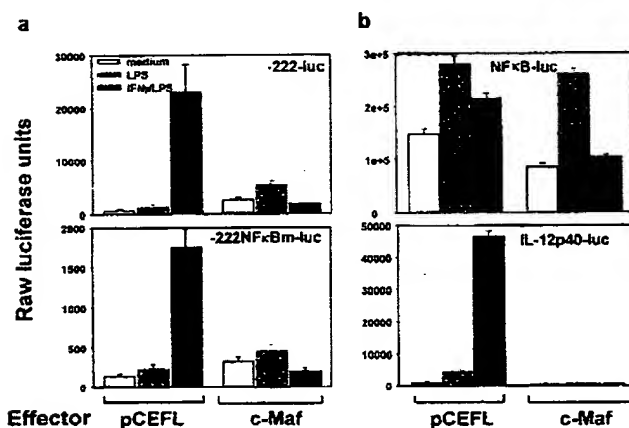 a
b
Raw luciferase units
30000
20000
10000
0
medium
LPS
IFNγ/LPS
-222-luc
3e+5
2e+5
1e+5
0
NFκB-luc
1500
1000
500
0
-222NFκBm-luc
50000
40000
30000
20000
10000
0
IL-12p40-luc
Effector pCEFL c-Maf pCEFL c-Maf